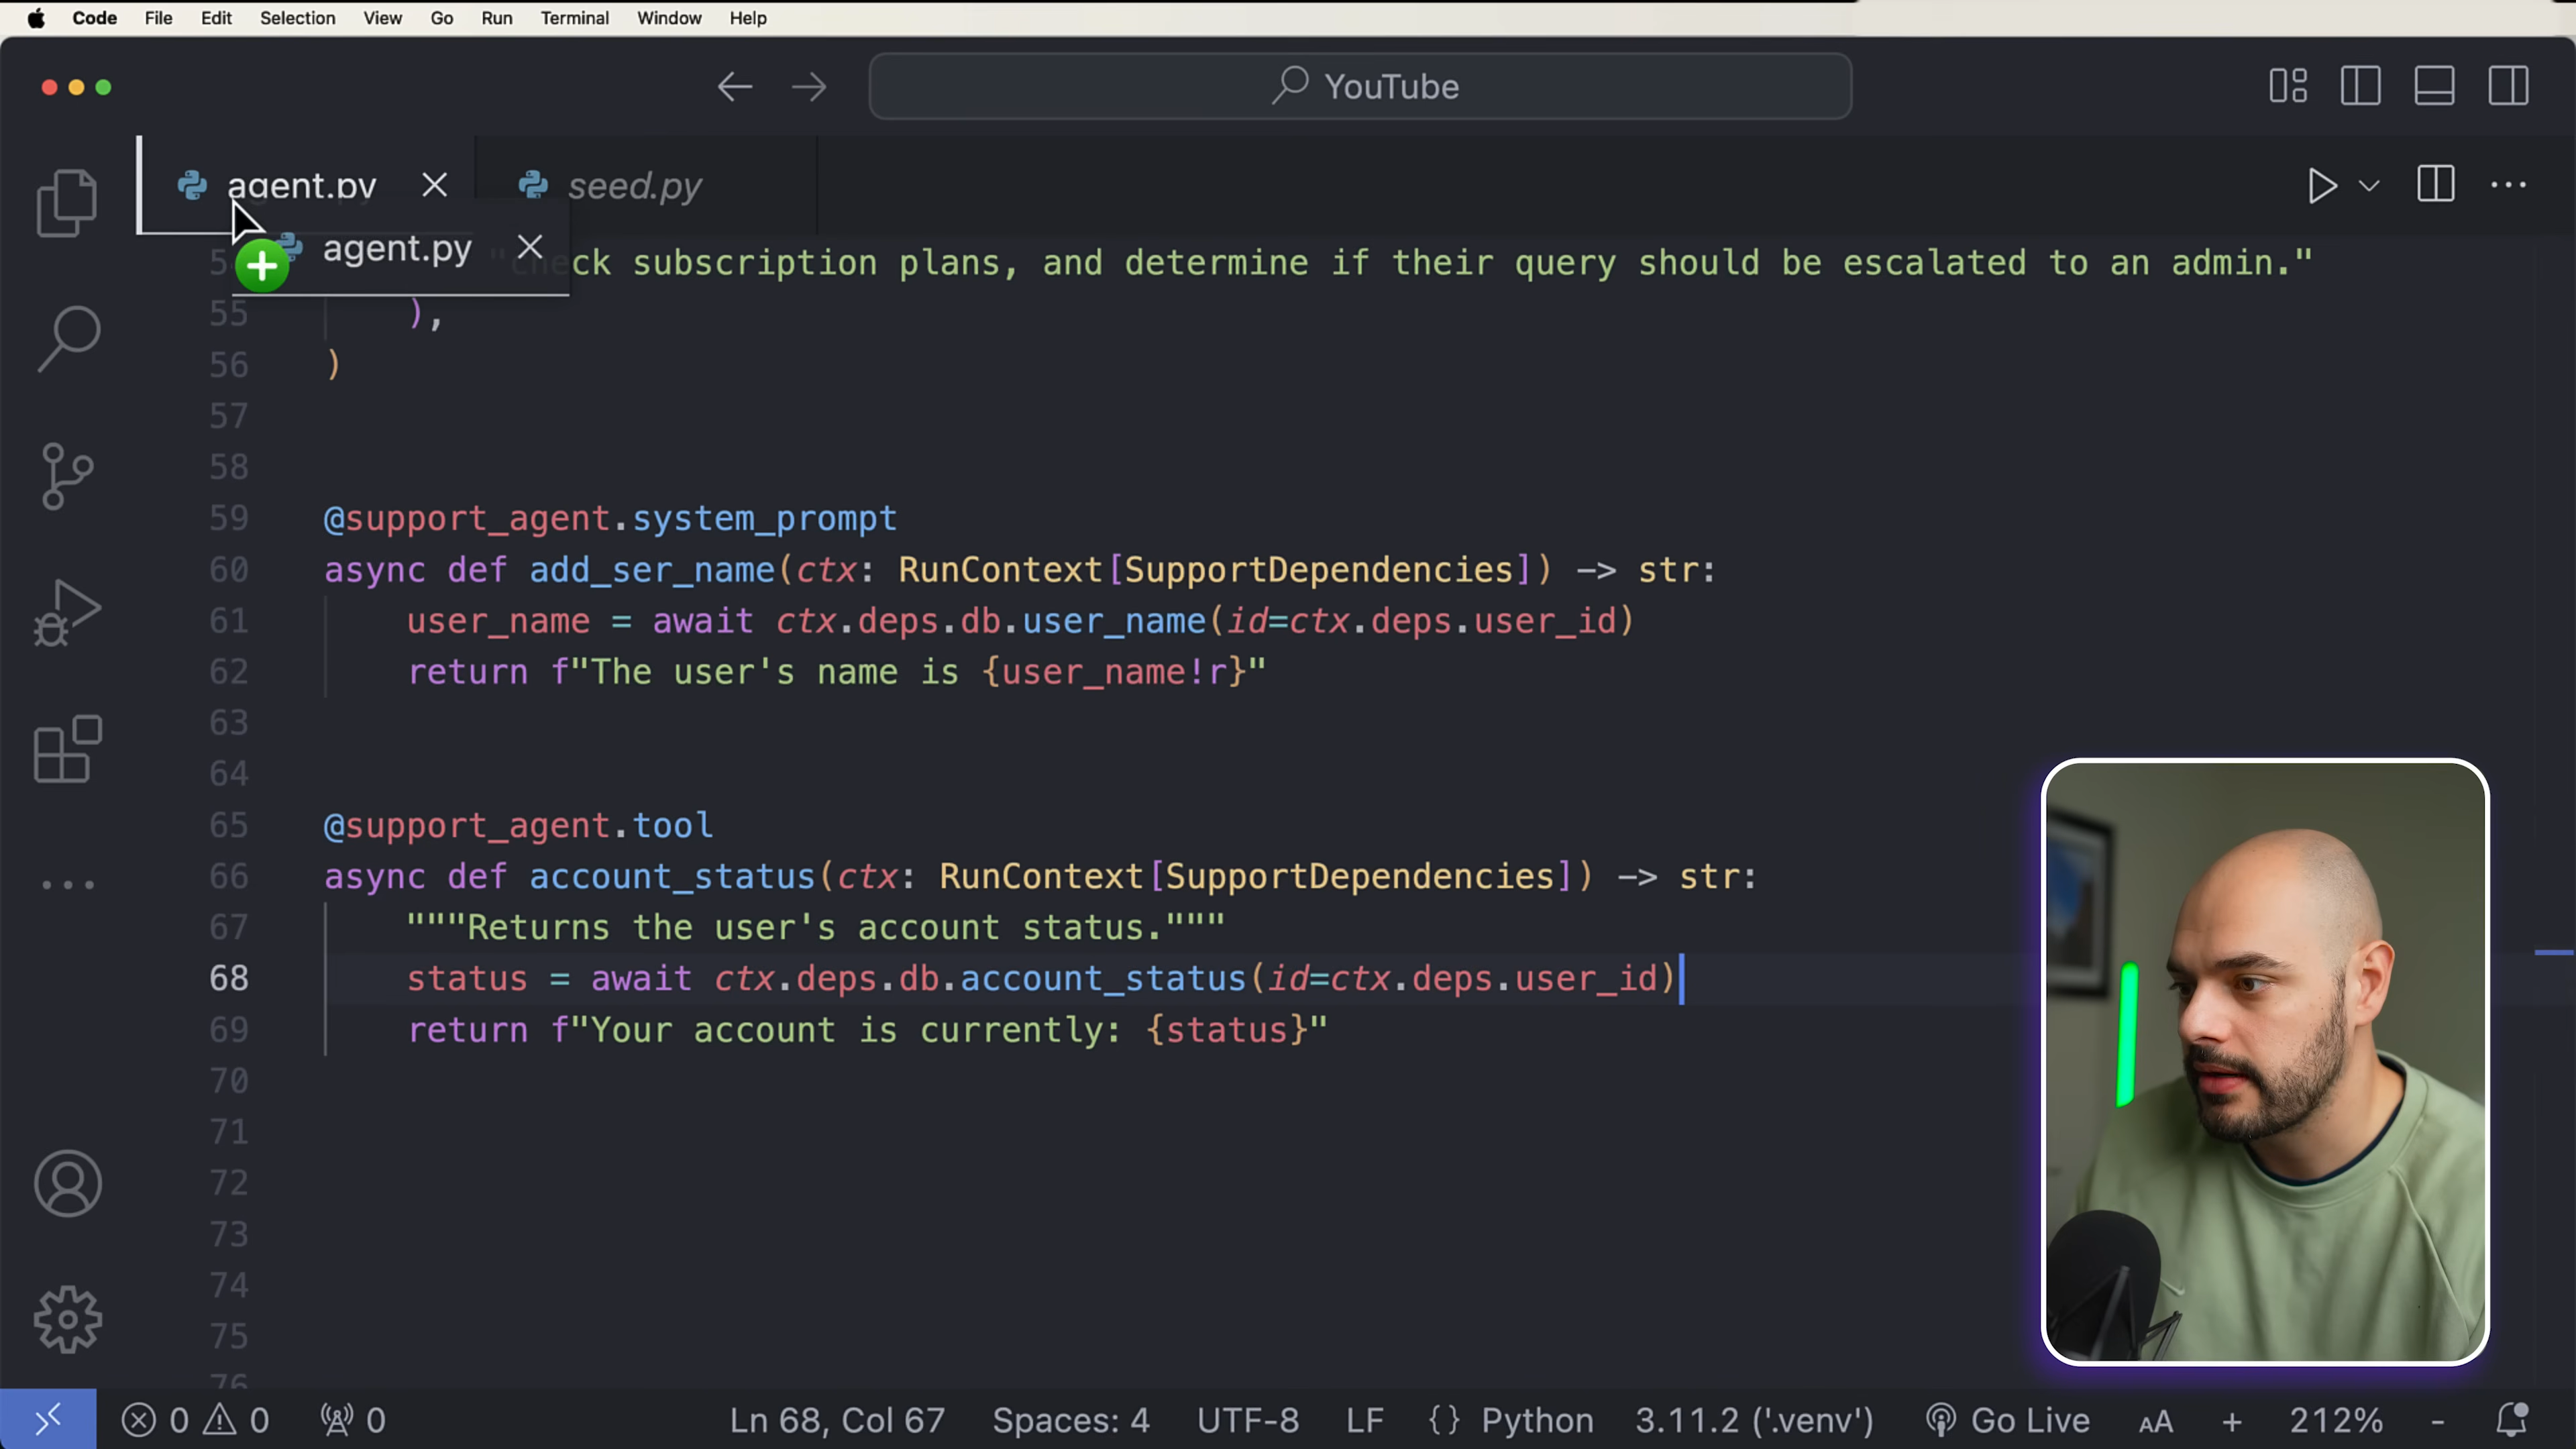 Code File Edit Selection View Go Run Terminal Window Help
YouTube
agent.py seed.py
agent.py
ck subscription plans, and determine if their query should be escalated to an admin."
55 ),
56 )
57
58
59 @support_agent.system_prompt
60 async def add_ser_name(ctx: RunContext[SupportDependencies]) -> str:
61 user_name = await ctx.deps.db.user_name(id=ctx.deps.user_id)
62 return f"The user's name is {user_name!r}"
63
64
65 @support_agent.tool
66 async def account_status(ctx: RunContext[SupportDependencies]) -> str:
67 """Returns the user's account status."""
68 status = await ctx.deps.db.account_status(id=ctx.deps.user_id)
69 return f"Your account is currently: {status}"
70
71
72
73
74
75
76
0 0 0 Ln 68, Col 67 Spaces: 4 UTF-8 LF {} Python 3.11.2 ('.venv') Go Live AA + 212% -